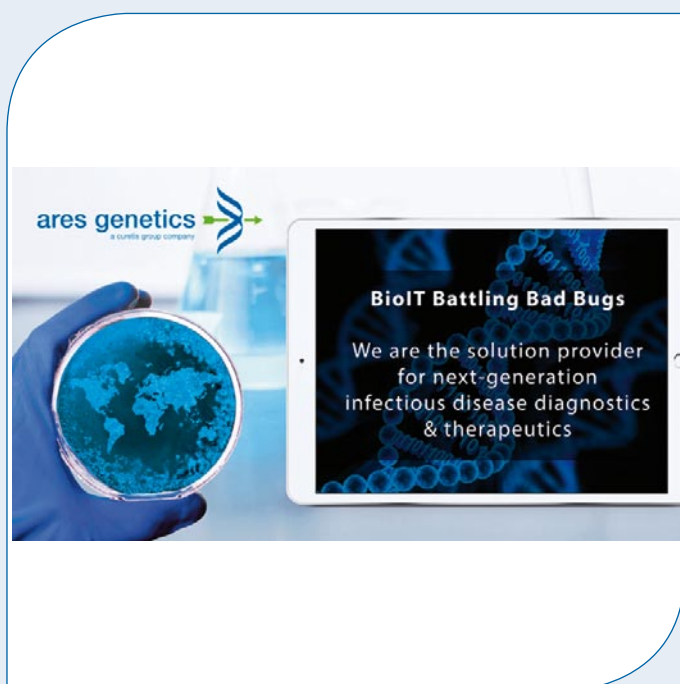 ares genetics
a curetis group company
BioIT Battling Bad Bugs
We are the solution provider
for next-generation
infectious disease diagnostics
& therapeutics